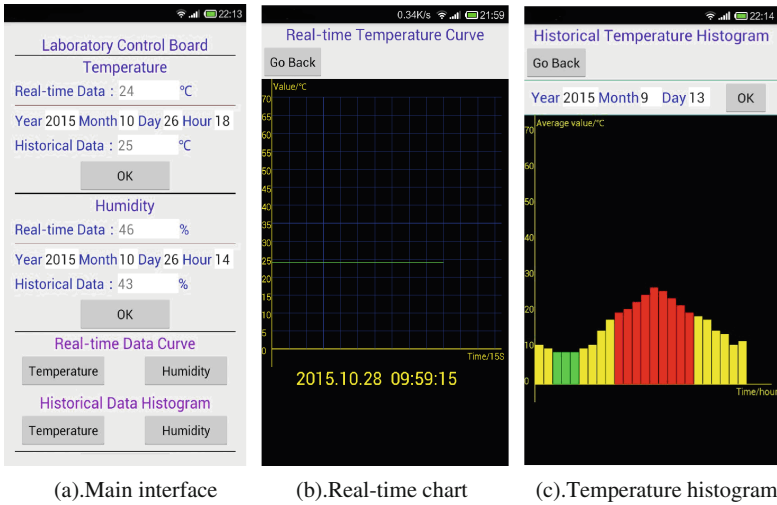 22:13
Laboratory Control Board
Temperature
Real-time Data : 24 ℃
Year 2015 Month 10 Day 26 Hour 18
Historical Data : 25 ℃
OK
Humidity
Real-time Data : 46 %
Year 2015 Month 10 Day 26 Hour 14
Historical Data : 43 %
OK
Real-time Data Curve
Temperature Humidity
Historical Data Histogram
Temperature Humidity
(a).Main interface
0.34K/s 21:59
Real-time Temperature Curve
Go Back
Value/℃
70
65
60
55
50
45
40
35
30
25
20
15
10
5
0
Time/15S
2015.10.28 09:59:15
(b).Real-time chart
22:14
Historical Temperature Histogram
Go Back
Year 2015 Month 9 Day 13 OK
Average value/℃
70
60
50
40
30
20
10
0
Time/hour
(c).Temperature histogram